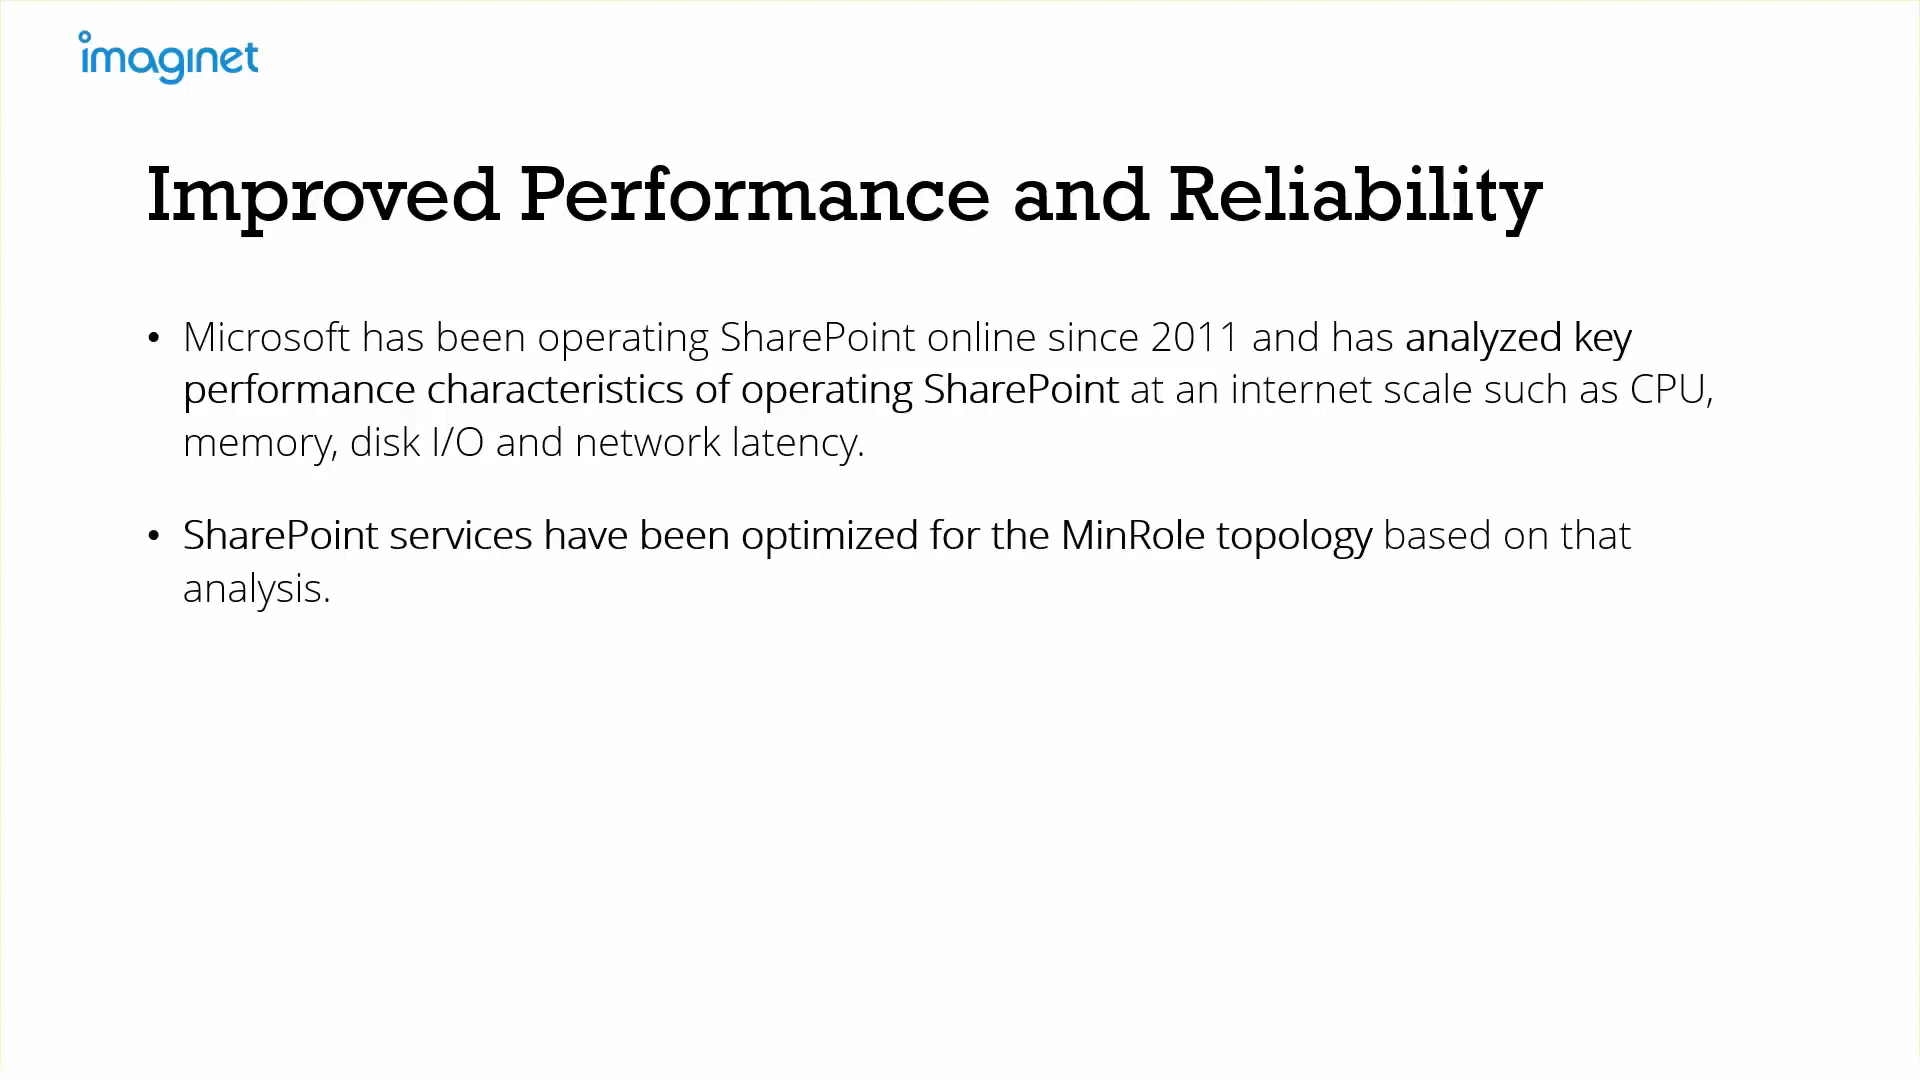 imaginet
Improved Performance and Reliability
• Microsoft has been operating SharePoint online since 2011 and has analyzed key
performance characteristics of operating SharePoint at an internet scale such as CPU,
memory, disk I/O and network latency.
• SharePoint services have been optimized for the MinRole topology based on that
analysis.